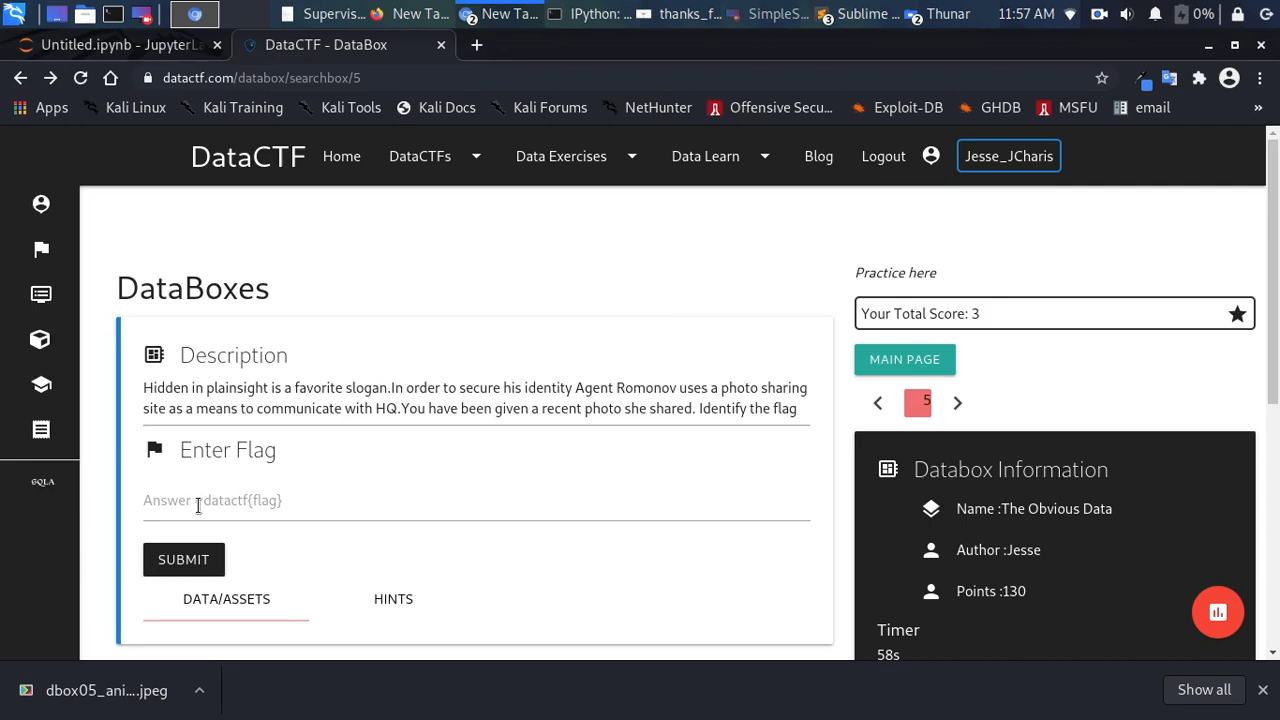 Supervis...
New Ta...
New Ta...
IPython: ...
thanks_f...
SimpleS...
Sublime ...
Thunar
11:57 AM
0%
Untitled.ipynb - JupyterLa
DataCTF - DataBox
datactf.com/databox/searchbox/5
Apps
Kali Linux
Kali Training
Kali Tools
Kali Docs
Kali Forums
NetHunter
Offensive Secu...
Exploit-DB
GHDB
MSFU
email
»
DataCTF
Home
DataCTFs
Data Exercises
Data Learn
Blog
Logout
Jesse_JCharis
SQLA
DataBoxes
Description
Hidden in plainsight is a favorite slogan.In order to secure his identity Agent Romonov uses a photo sharing
site as a means to communicate with HQ.You have been given a recent photo she shared. Identify the flag
Enter Flag
Answer :datactf{flag}
SUBMIT
DATA/ASSETS
HINTS
Practice here
Your Total Score: 3
MAIN PAGE
5
Databox Information
Name :The Obvious Data
Author :Jesse
Points :130
Timer
58s
dbox05_ani....jpeg
Show all